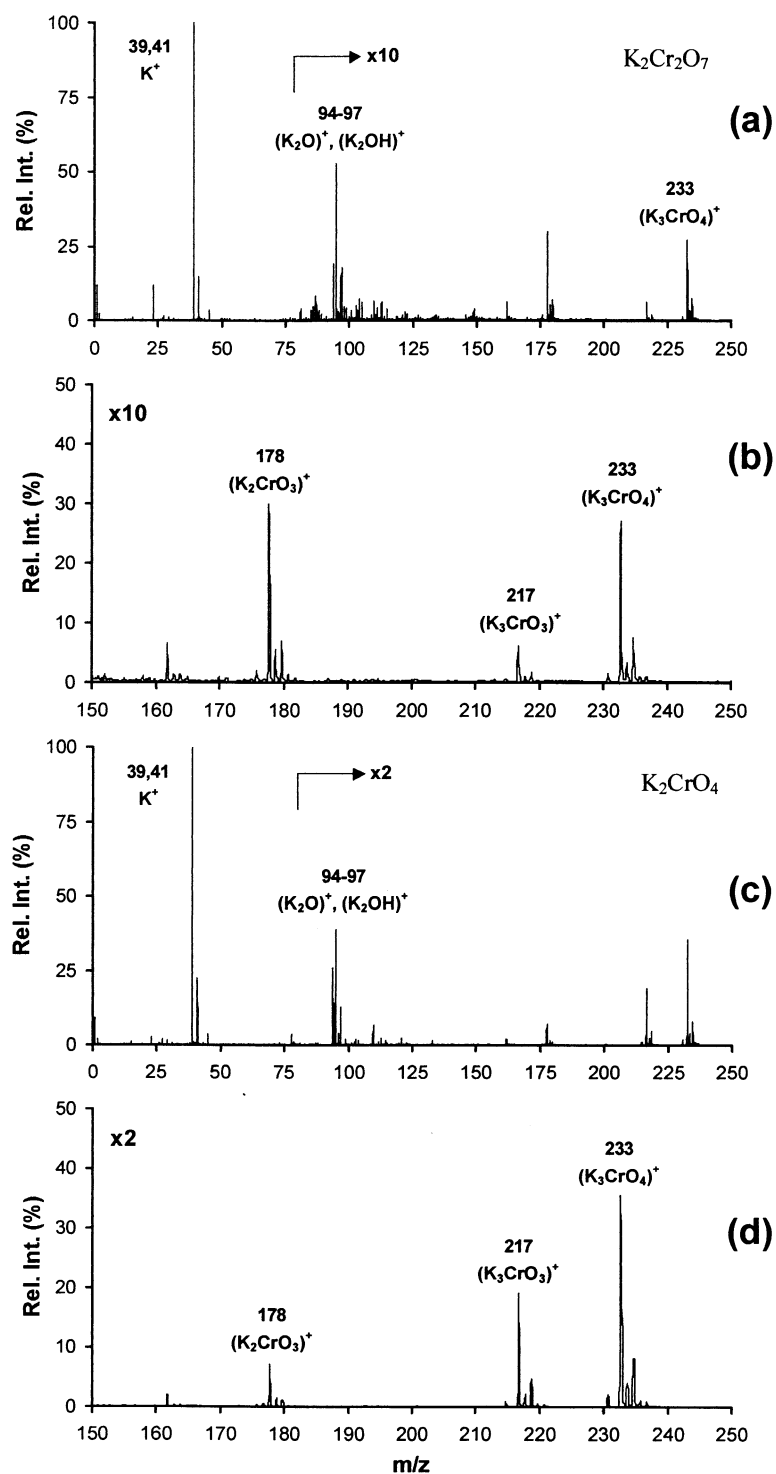 100
75
50
25
0
Rel. Int. (%)
39,41
K⁺
x10
K₂Cr₂O₇
(a)
94-97
(K₂O)⁺, (K₂OH)⁺
233
(K₃CrO₄)⁺
0 25 50 75 100 125 150 175 200 225 250
50
40
30
20
10
0
Rel. Int. (%)
x10
(b)
178
(K₂CrO₃)⁺
233
(K₃CrO₄)⁺
217
(K₃CrO₃)⁺
150 160 170 180 190 200 210 220 230 240 250
100
75
50
25
0
Rel. Int. (%)
39,41
K⁺
x2
K₂CrO₄
(c)
94-97
(K₂O)⁺, (K₂OH)⁺
0 25 50 75 100 125 150 175 200 225 250
50
40
30
20
10
0
Rel. Int. (%)
x2
(d)
233
(K₃CrO₄)⁺
217
(K₃CrO₃)⁺
178
(K₂CrO₃)⁺
150 160 170 180 190 200 210 220 230 240 250
m/z